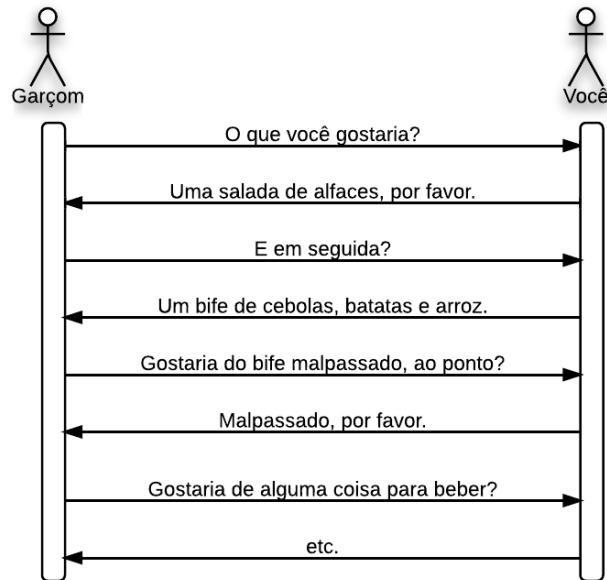 Garçom
Você
O que você gostaria?
Uma salada de alfaces, por favor.
E em seguida?
Um bife de cebolas, batatas e arroz.
Gostaria do bife malpassado, ao ponto?
Malpassado, por favor.
Gostaria de alguma coisa para beber?
etc.